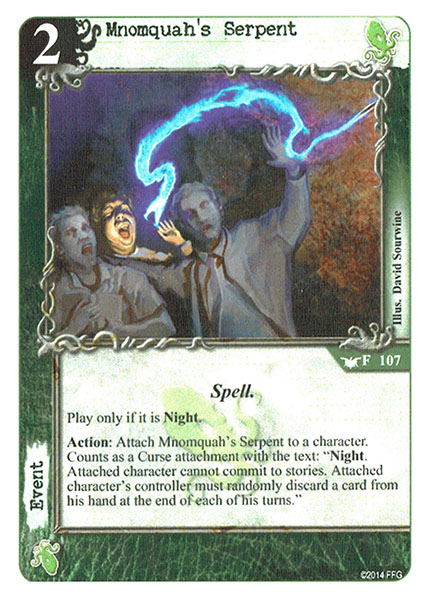 2
Mnomquah's Serpent
Illus. David Sourwine
F 107
Spell.
Play only if it is Night.
Action: Attach Mnomquah's Serpent to a character.
Counts as a Curse attachment with the text: “Night.
Attached character cannot commit to stories. Attached
character's controller must randomly discard a card from
his hand at the end of each of his turns.”
Event
©2014 FFG